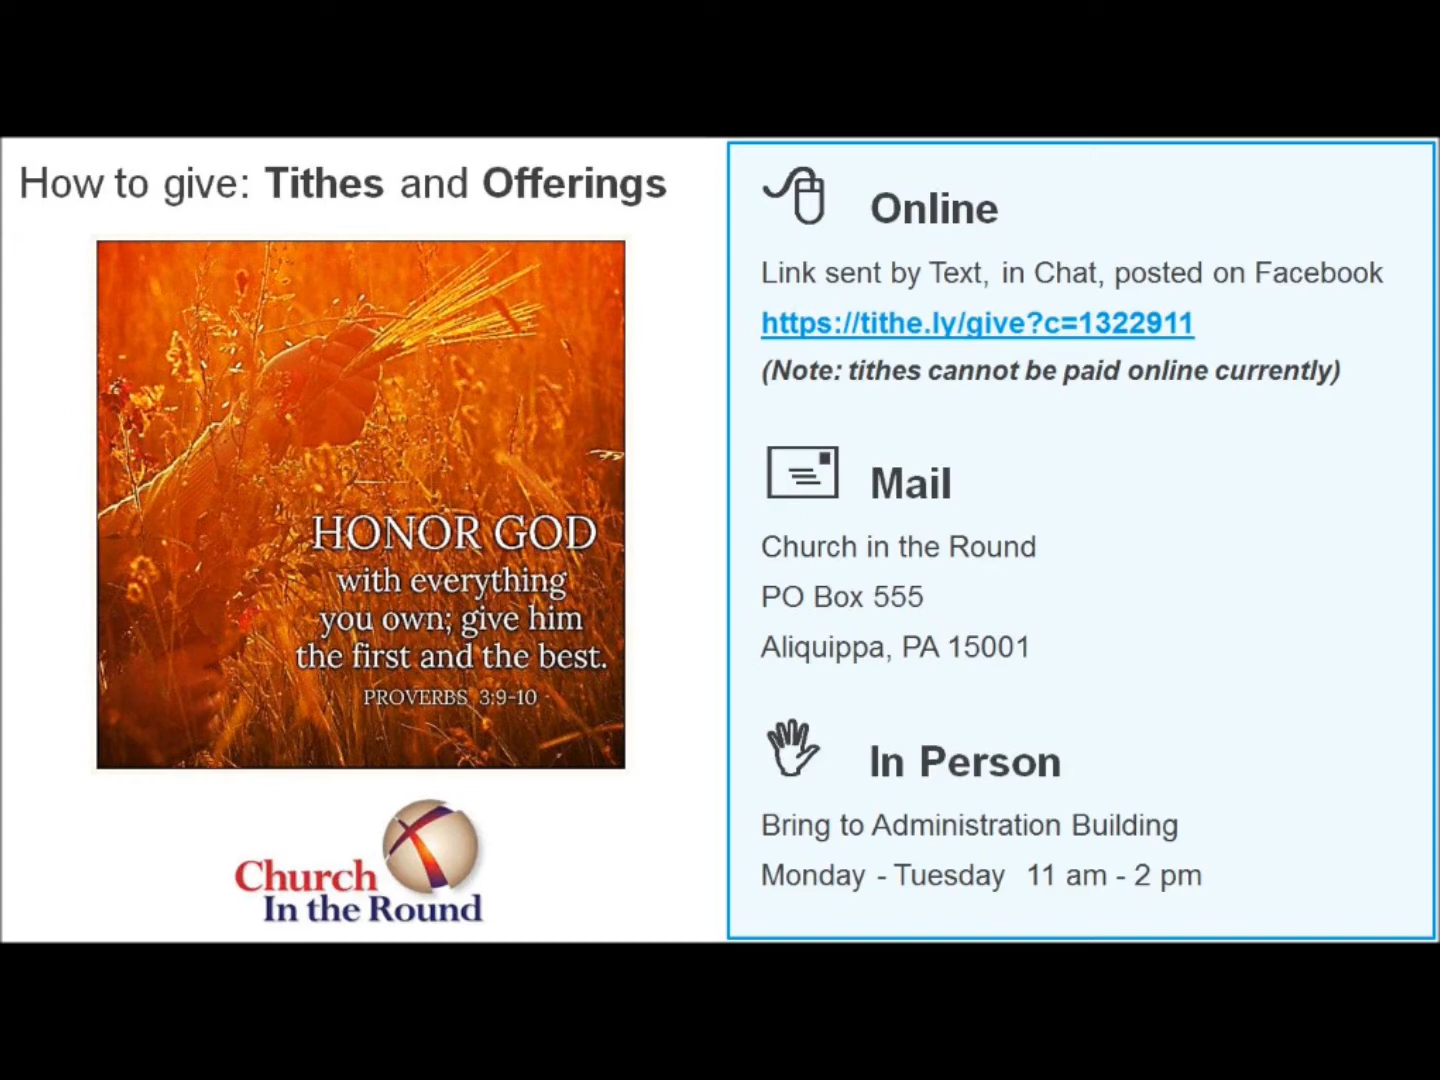 How to give: Tithes and Offerings
HONOR GOD
with everything
you own; give him
the first and the best.
PROVERBS 3:9-10
Church
In the Round
Online
Link sent by Text, in Chat, posted on Facebook
https://tithe.ly/give?c=1322911
(Note: tithes cannot be paid online currently)
Mail
Church in the Round
PO Box 555
Aliquippa, PA 15001
In Person
Bring to Administration Building
Monday - Tuesday 11 am - 2 pm